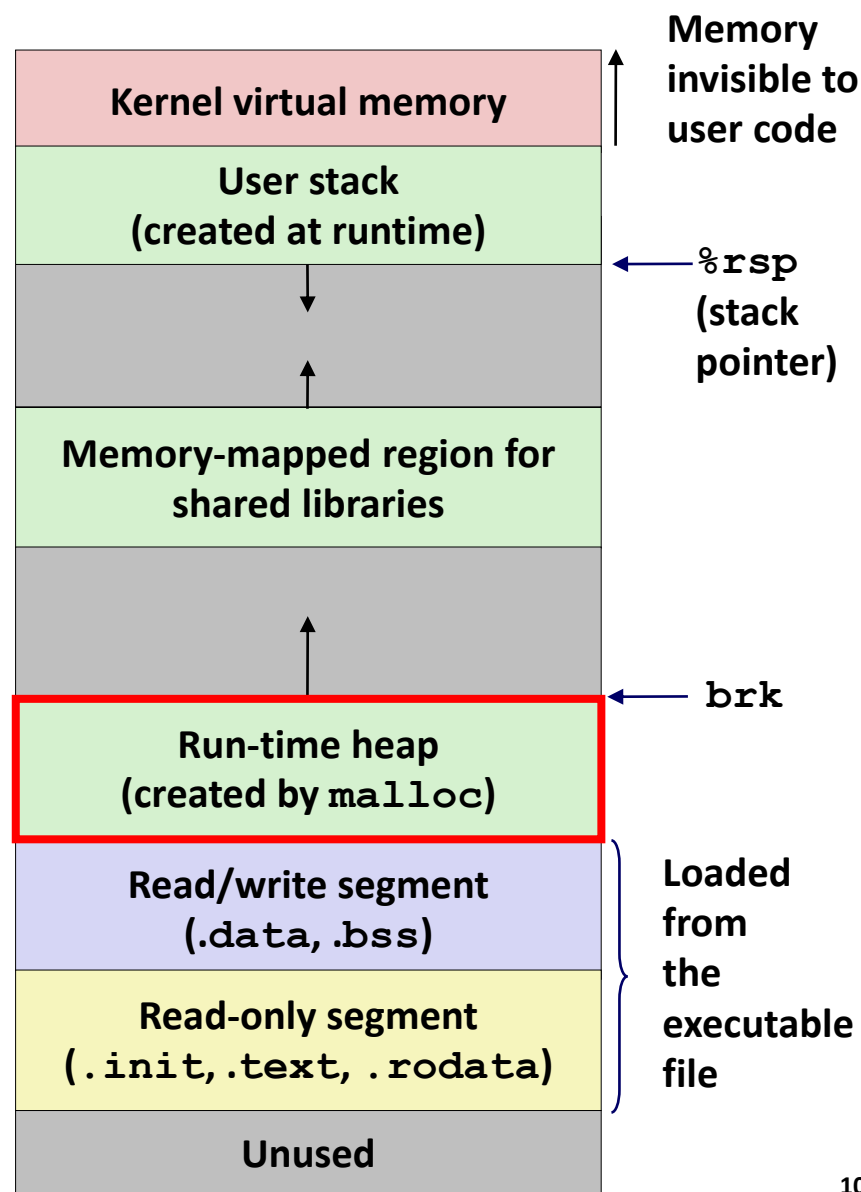 Memory
invisible to
user code
Kernel virtual memory
User stack
(created at runtime)
%rsp
(stack
pointer)
Memory-mapped region for
shared libraries
brk
Run-time heap
(created by malloc)
Read/write segment
(.data, .bss)
Loaded
from
the
executable
file
Read-only segment
(.init, .text, .rodata)
Unused
10